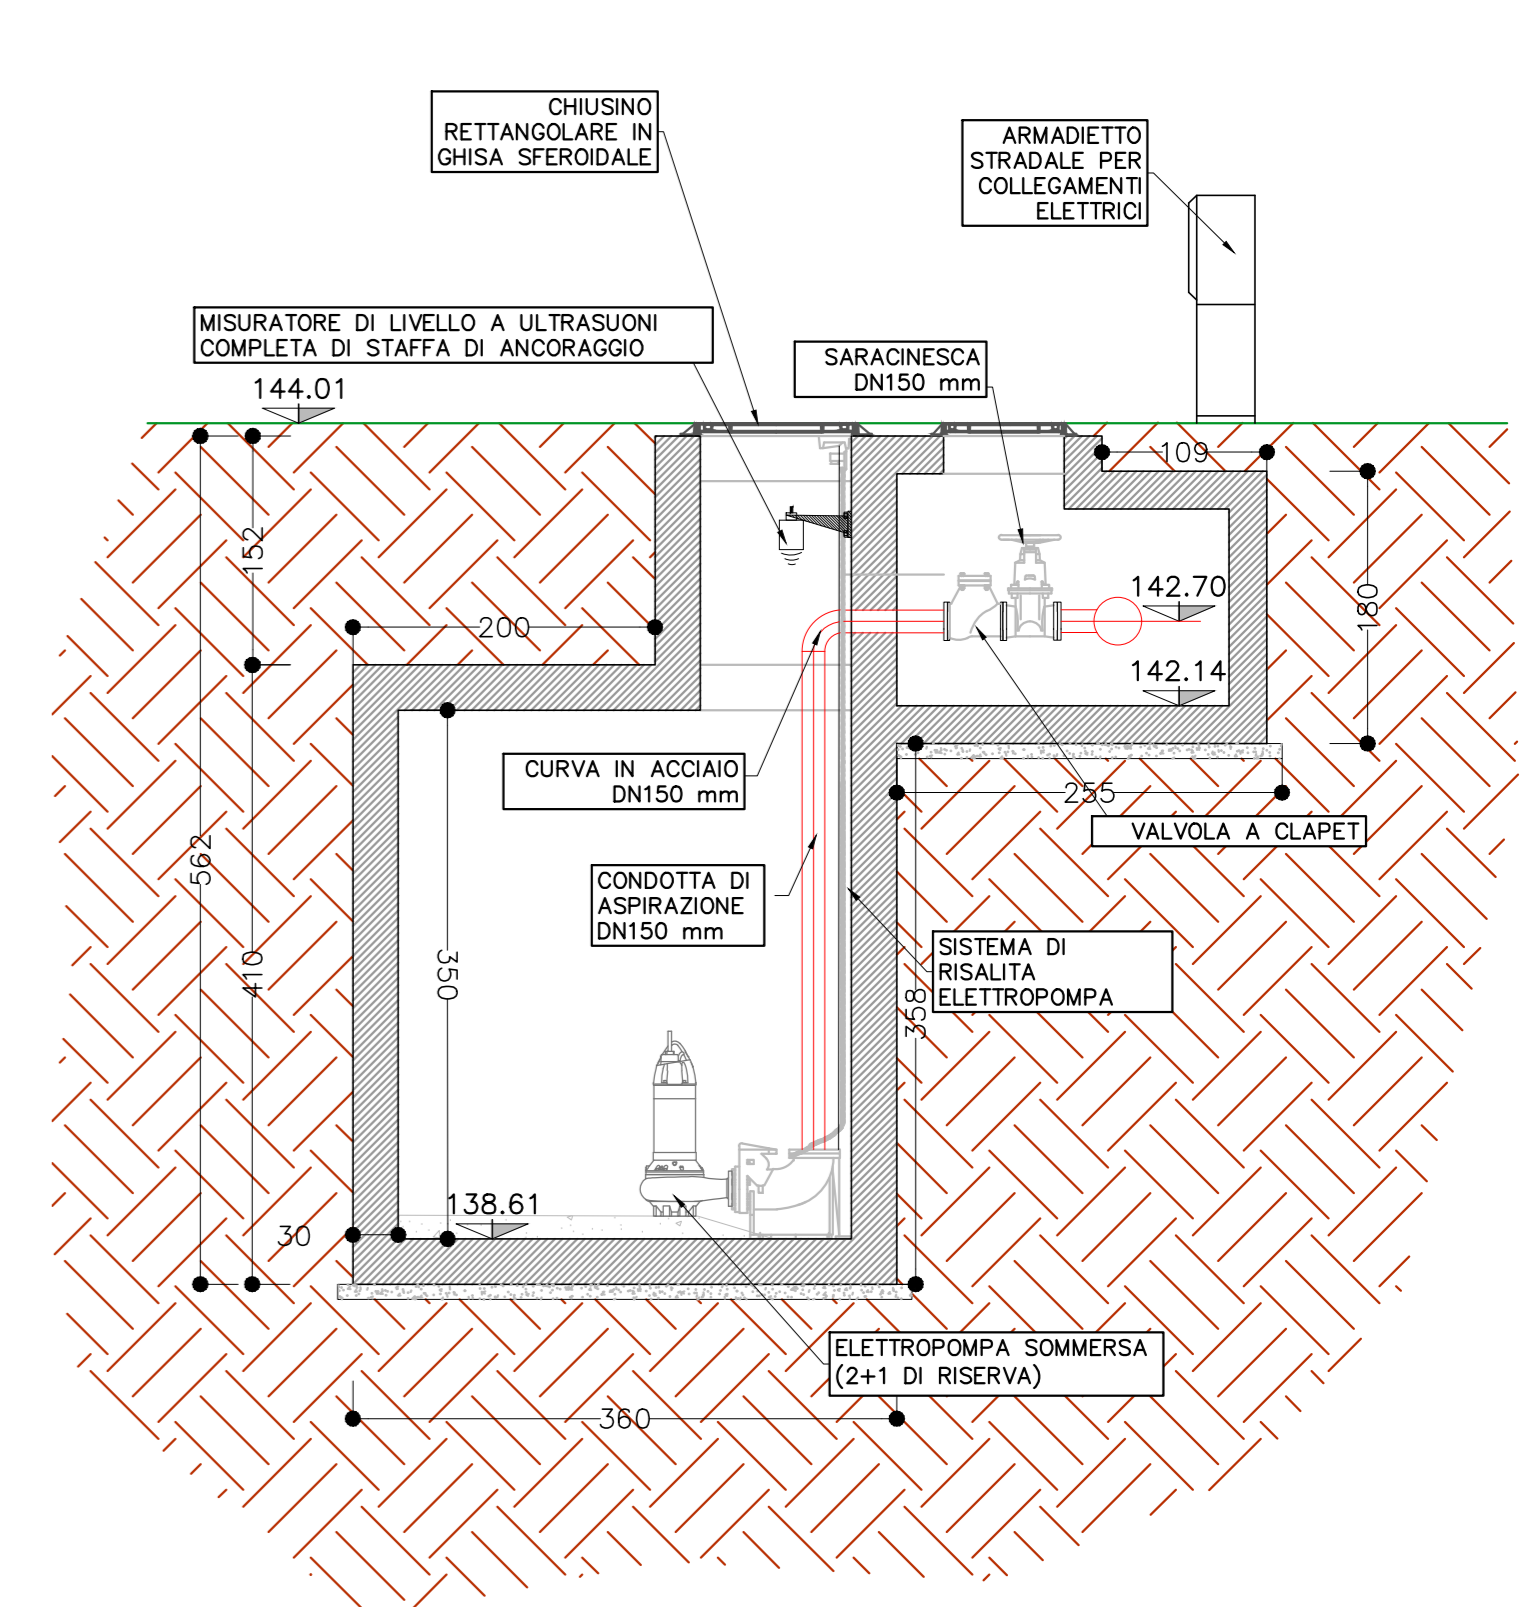 CHIUSINO
RETTANGOLARE IN
GHISA SFEROIDALE
ARMADIETTO
STRADALE PER
COLLEGAMENTI
ELETTRICI
MISURATORE DI LIVELLO A ULTRASUONI
COMPLETA DI STAFFA DI ANCORAGGIO
SARACINESCA
DN150 mm
144.01
109
152
142.70
180
200
142.14
CURVA IN ACCIAIO
DN150 mm
255
VALVOLA A CLAPET
562
CONDOTTA DI
ASPIRAZIONE
DN150 mm
410
350
SISTEMA DI
RISALITA
ELETTROPOMPA
358
138.61
30
ELETTROPOMPA SOMMERSA
(2+1 DI RISERVA)
360